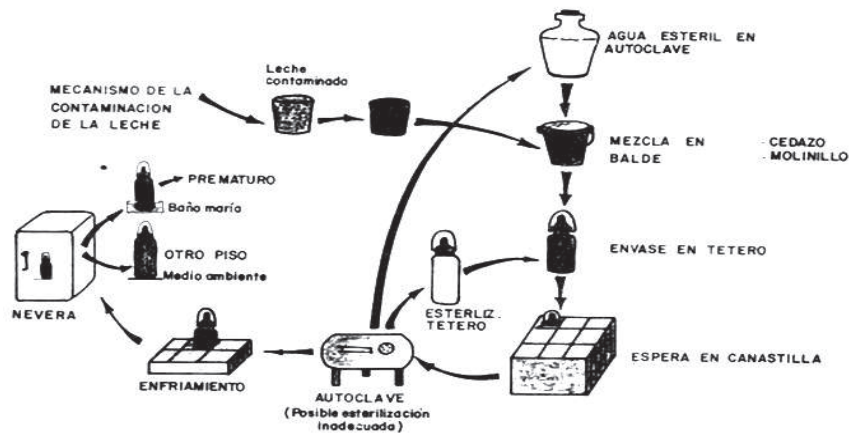 AGUA ESTERIL EN
AUTOCLAVE
Leche
contaminada
MECANISMO DE LA
CONTAMINACION
DE LA LECHE
MEZCLA EN
BALDE
- CEDAZO
- MOLINILLO
PREMATURO
Baño maría
OTRO PISO
Medio ambiente
ENVASE EN TETERO
NEVERA
ESTERLIZ.
TETERO
ESPERA EN CANASTILLA
ENFRIAMIENTO
AUTOCLAVE
(Posible esterilización
inadecuada)